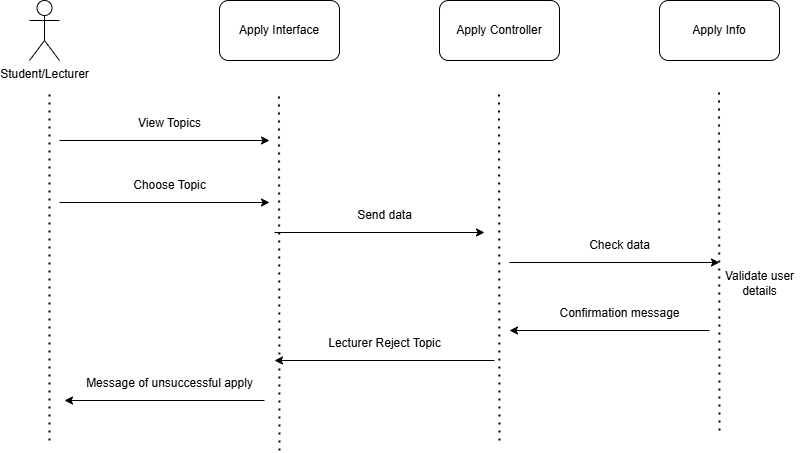 Student/Lecturer
Apply Interface
Apply Controller
Apply Info
View Topics
Choose Topic
Send data
Check data
Validate user
details
Confirmation message
Lecturer Reject Topic
Message of unsuccessful apply